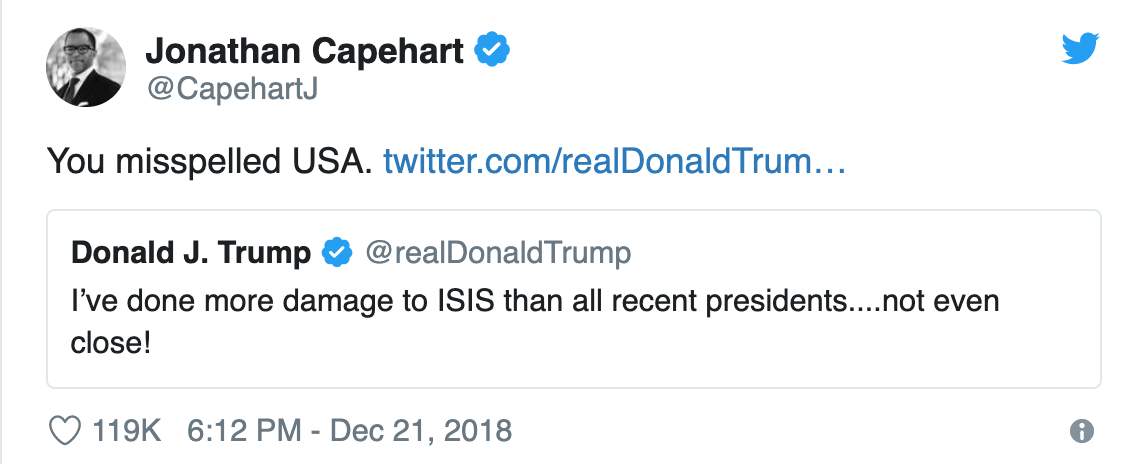 Jonathan Capehart
@CapehartJ
You misspelled USA. twitter.com/realDonaldTrum…
Donald J. Trump @realDonaldTrump
I’ve done more damage to ISIS than all recent presidents....not even
close!
119K 6:12 PM - Dec 21, 2018